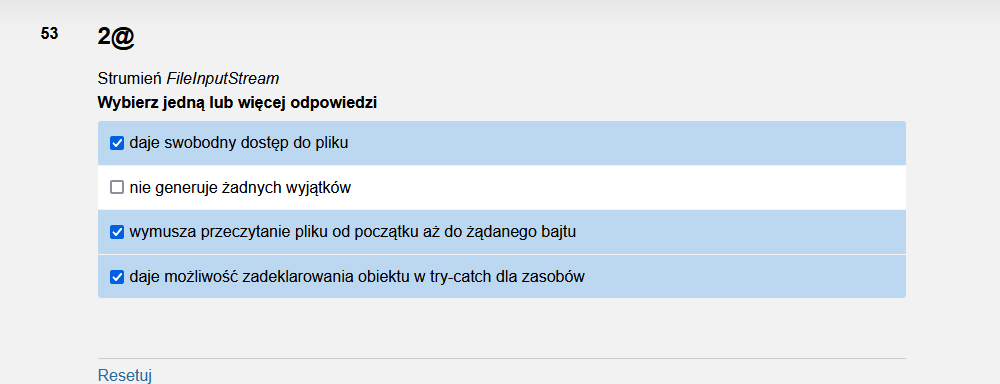 53
2@
Strumień FileInputStream
Wybierz jedną lub więcej odpowiedzi
daje swobodny dostęp do pliku
nie generuje żadnych wyjątków
wymusza przeczytanie pliku od początku aż do żądanego bajtu
daje możliwość zadeklarowania obiektu w try-catch dla zasobów
Resetuj